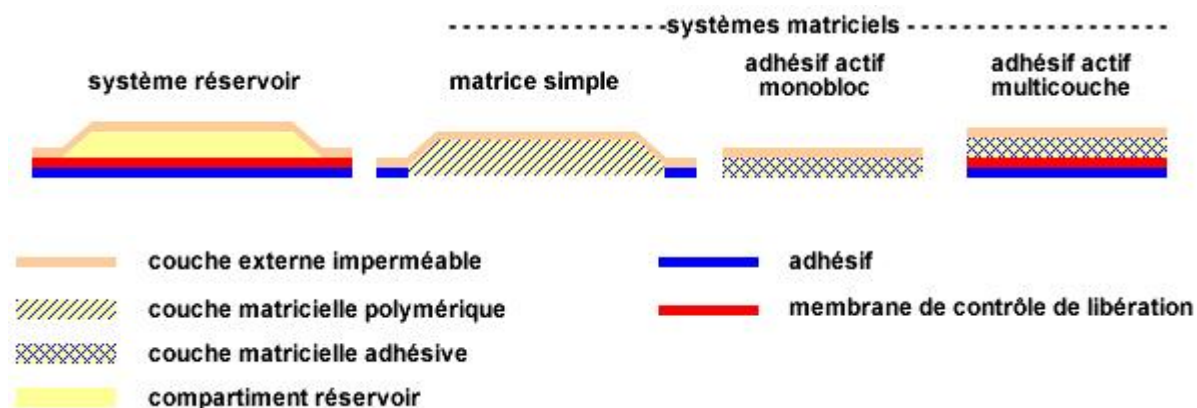 systèmes matriciels
système réservoir
matrice simple
adhésif actif
monobloc
adhésif actif
multicouche
couche externe imperméable
couche matricielle polymérique
couche matricielle adhésive
compartiment réservoir
adhésif
membrane de contrôle de libération